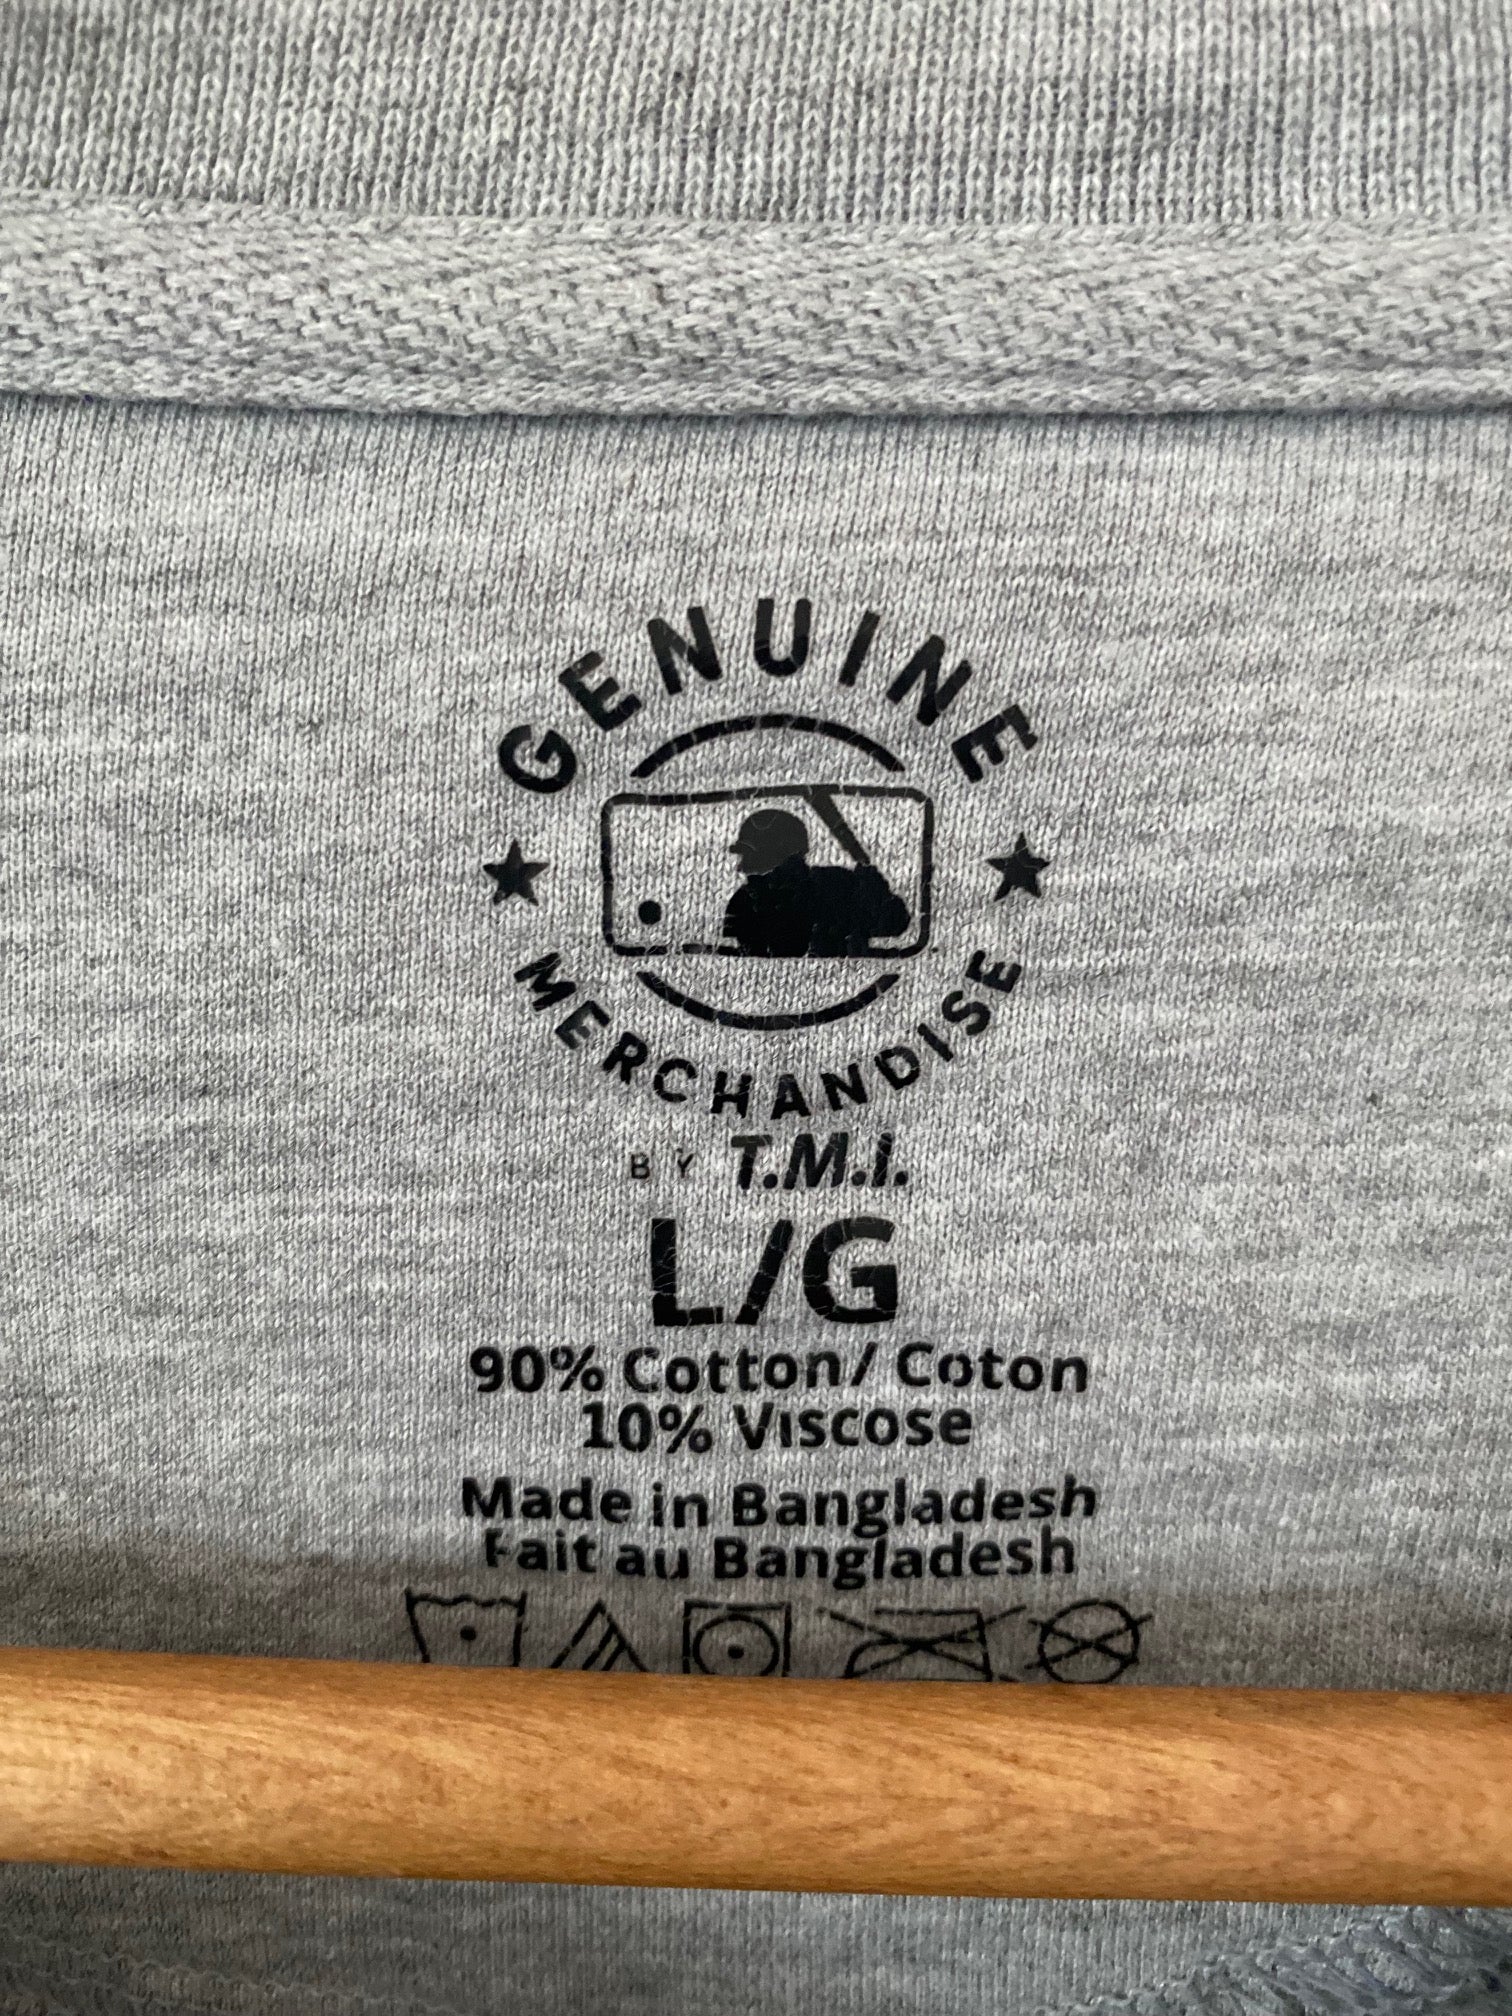 GENUINE
MERCHANDISE
BY T.M.I.
L/G
90% Cotton/ Coton
10% Viscose
Made in Bangladesh
Fait au Bangladesh